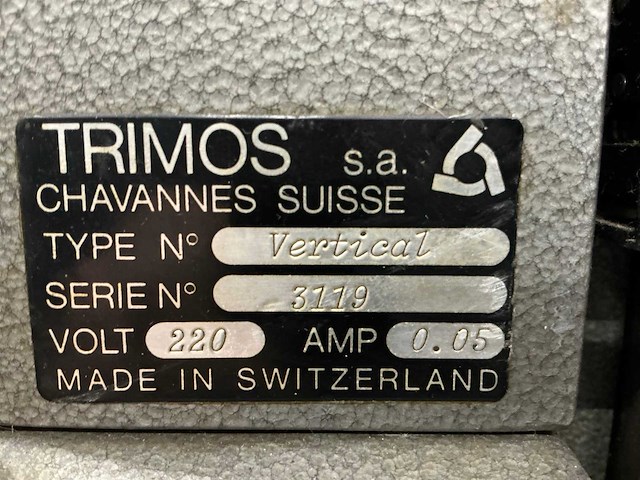 TRIMOS s.a.
CHAVANNES SUISSE
TYPE N° Vertical
SERIE N° 3119
VOLT 220 AMP 0.05
MADE IN SWITZERLAND